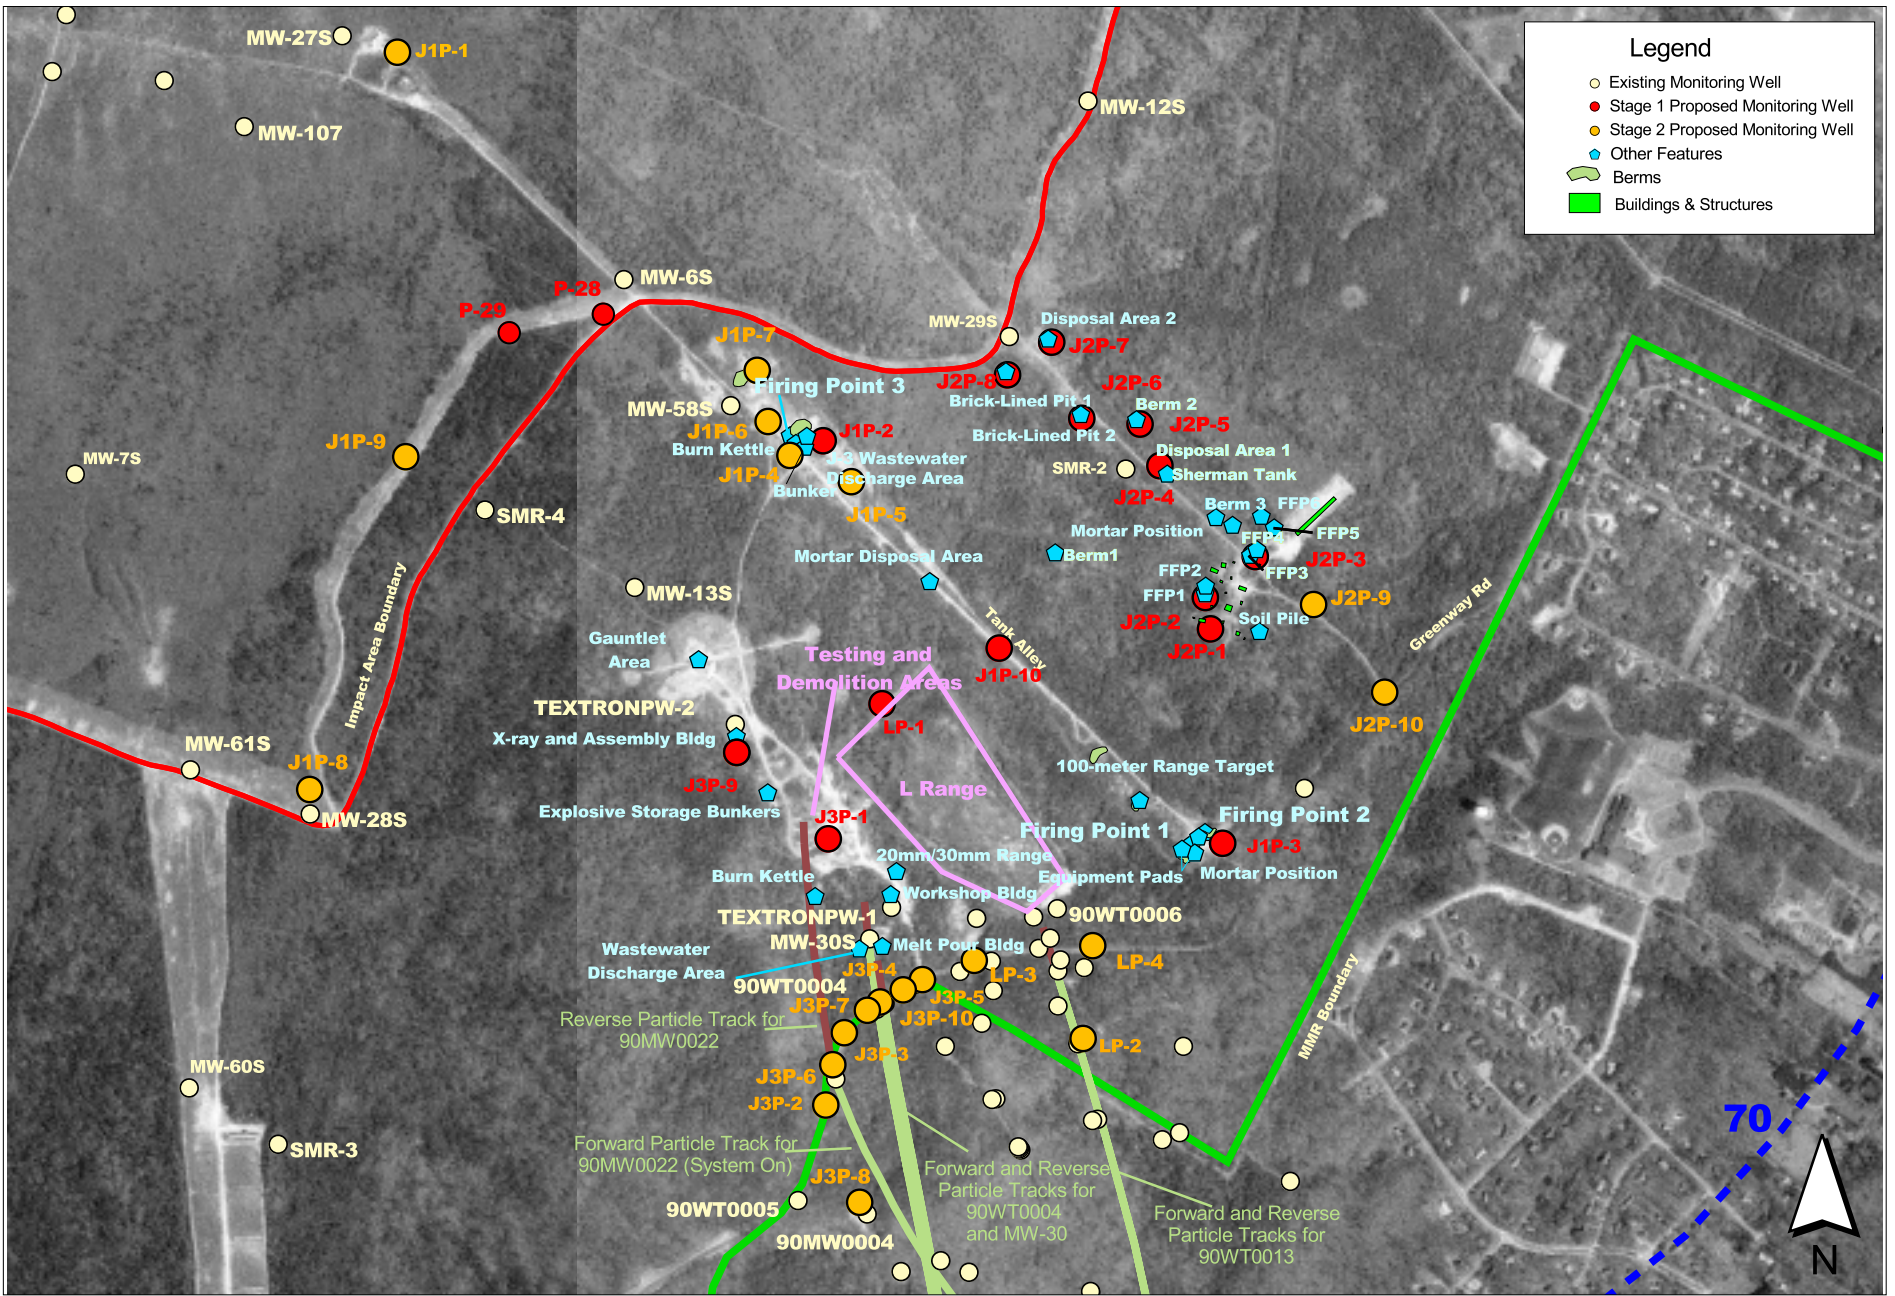 Legend
Existing Monitoring Well
Stage 1 Proposed Monitoring Well
Stage 2 Proposed Monitoring Well
Other Features
Berms
Buildings & Structures
MW-27S
J1P-1
MW-107
MW-12S
MW-6S
P-28
P-29
J1P-7
MW-29S
Disposal Area 2
J2P-7
J2P-8
J2P-6
Firing Point 3
Brick-Lined Pit 1
Berm 2
MW-58S
J1P-6
J1P-2
J2P-5
Brick-Lined Pit 2
J1P-9
Burn Kettle
Disposal Area 1
MW-7S
J-3 Wastewater
Discharge Area
SMR-2
Sherman Tank
J1P-4
Bunker
J2P-4
SMR-4
J1P-5
Berm 3
FFP6
Mortar Position
FFP5
FFP4
Mortar Disposal Area
Berm1
J2P-3
FFP2
FFP3
MW-13S
FFP1
J2P-9
Greenway Rd
J2P-2
Soil Pile
J2P-1
Tank Alley
Gauntlet
Area
Testing and
Demolition Areas
J1P-10
Impact Area Boundary
TEXTRONPW-2
LP-1
J2P-10
X-ray and Assembly Bldg
MW-61S
J1P-8
100-meter Range Target
J3P-9
L Range
Explosive Storage Bunkers
MW-28S
J3P-1
Firing Point 2
Firing Point 1
J1P-3
20mm/30mm Range
Burn Kettle
Equipment Pads
Mortar Position
Workshop Bldg
TEXTRONPW-1
90WT0006
MW-30S
Melt Pour Bldg
Wastewater
Discharge Area
J3P-4
LP-3
LP-4
90WT0004
J3P-5
J3P-7
J3P-10
Reverse Particle Track for
90MW0022
MMR Boundary
J3P-3
LP-2
MW-60S
J3P-6
J3P-2
70
SMR-3
Forward Particle Track for
90MW0022 (System On)
J3P-8
Forward and Reverse
Particle Tracks for
90WT0004
and MW-30
90WT0005
90MW0004
Forward and Reverse
Particle Tracks for
90WT0013
N